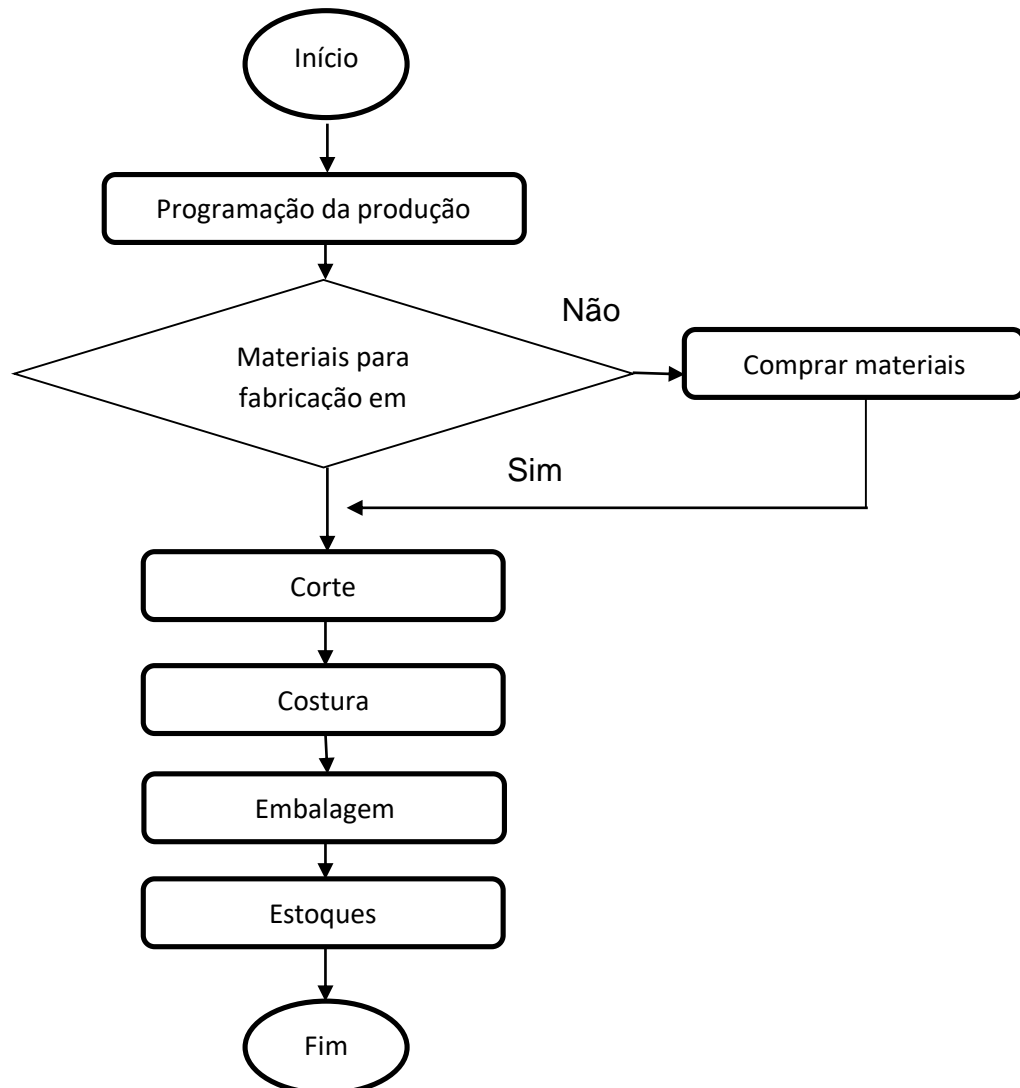 Início
Programação da produção
Não
Materiais para
fabricação em
Comprar materiais
Sim
Corte
Costura
Embalagem
Estoques
Fim